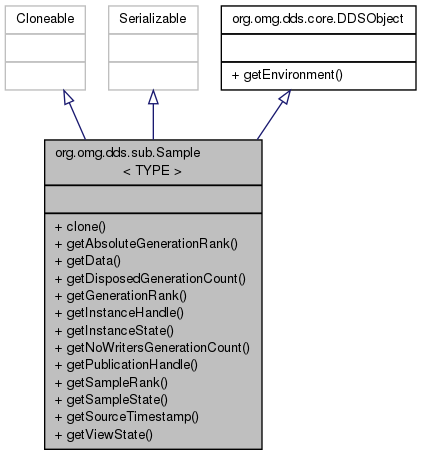 Cloneable
Serializable
org.omg.dds.core.DDSObject
+ getEnvironment()
org.omg.dds.sub.Sample
< TYPE >
+ clone()
+ getAbsoluteGenerationRank()
+ getData()
+ getDisposedGenerationCount()
+ getGenerationRank()
+ getInstanceHandle()
+ getInstanceState()
+ getNoWritersGenerationCount()
+ getPublicationHandle()
+ getSampleRank()
+ getSampleState()
+ getSourceTimestamp()
+ getViewState()